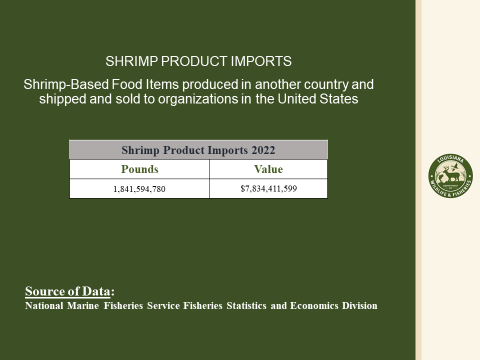 SHRIMP PRODUCT IMPORTS
Shrimp-Based Food Items produced in another country and
shipped and sold to organizations in the United States
Shrimp Product Imports 2022
Pounds Value
1,841,594,780 $7,834,411,599
LOUISIANA
WILDLIFE & FISHERIES
Source of Data:
National Marine Fisheries Service Fisheries Statistics and Economics Division